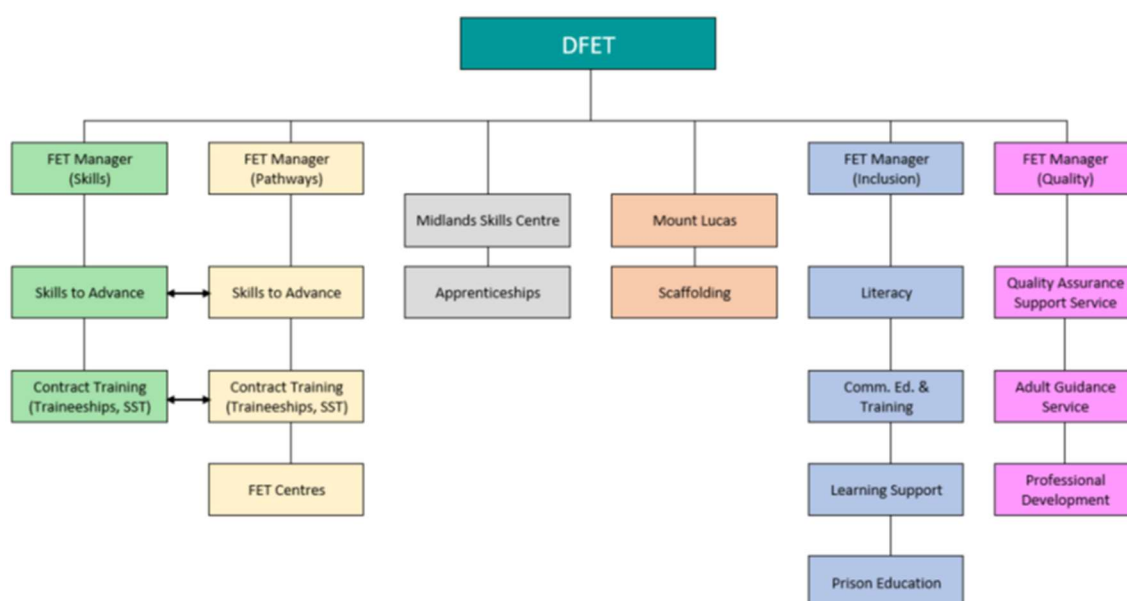 DFET
FET Manager
(Skills)
FET Manager
(Pathways)
FET Manager
(Inclusion)
FET Manager
(Quality)
Midlands Skills Centre
Mount Lucas
Skills to Advance
Skills to Advance
Apprenticeships
Scaffolding
Literacy
Quality Assurance
Support Service
Contract Training
(Traineeships, SST)
Contract Training
(Traineeships, SST)
Comm. Ed. &
Training
Adult Guidance
Service
FET Centres
Learning Support
Professional
Development
Prison Education